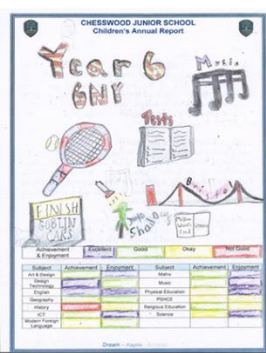 CHESSWOOD JUNIOR SCHOOL
Children's Annual Report
Year 6
6NY
Music
Tests
FINISH
GOBLIN
Achievement & Enjoyment Excellent Good Okay Not Good
Subject Achievement Enjoyment Subject Achievement Enjoyment
Art & Design Maths
Design Technology Music
English Physical Education
Geography PSHCE
History Religious Education
ICT Science
Modern Foreign Language
Dream - Aspire -